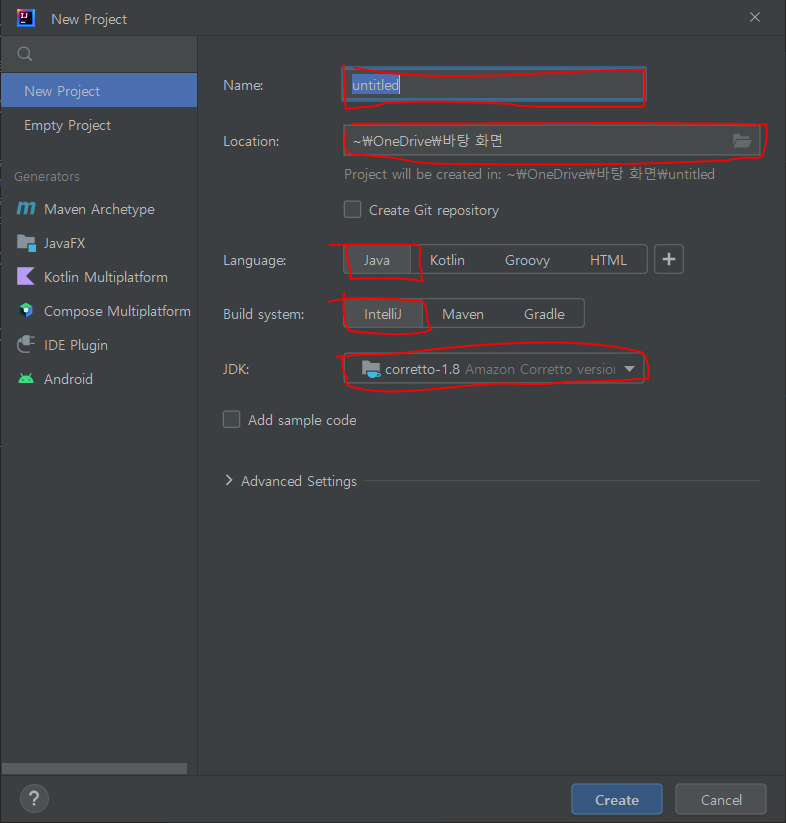 New Project
New Project
Empty Project
Generators
Maven Archetype
JavaFX
Kotlin Multiplatform
Compose Multiplatform
IDE Plugin
Android
Name: untitled
Location: ~₩OneDrive₩바탕 화면
Project will be created in: ~₩OneDrive₩바탕 화면₩untitled
Create Git repository
Language: Java Kotlin Groovy HTML +
Build system: IntelliJ Maven Gradle
JDK: corretto-1.8 Amazon Corretto version
Add sample code
Advanced Settings
? Create Cancel